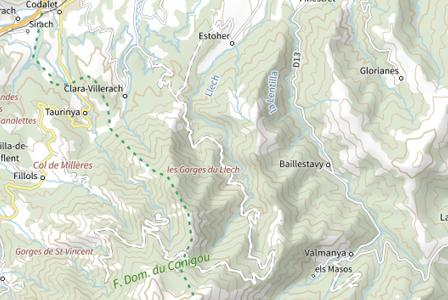 Codalet
Sirach
Estoher
D13
Llech
la Lentilla
Glorianes
Clara-Villerach
Taurinya
Baillestavy
Col de Millères
Fillols
les Gorges du Llech
Gorges de St-Vincent
F. Dom. du Canigou
Valmanya
els Masos